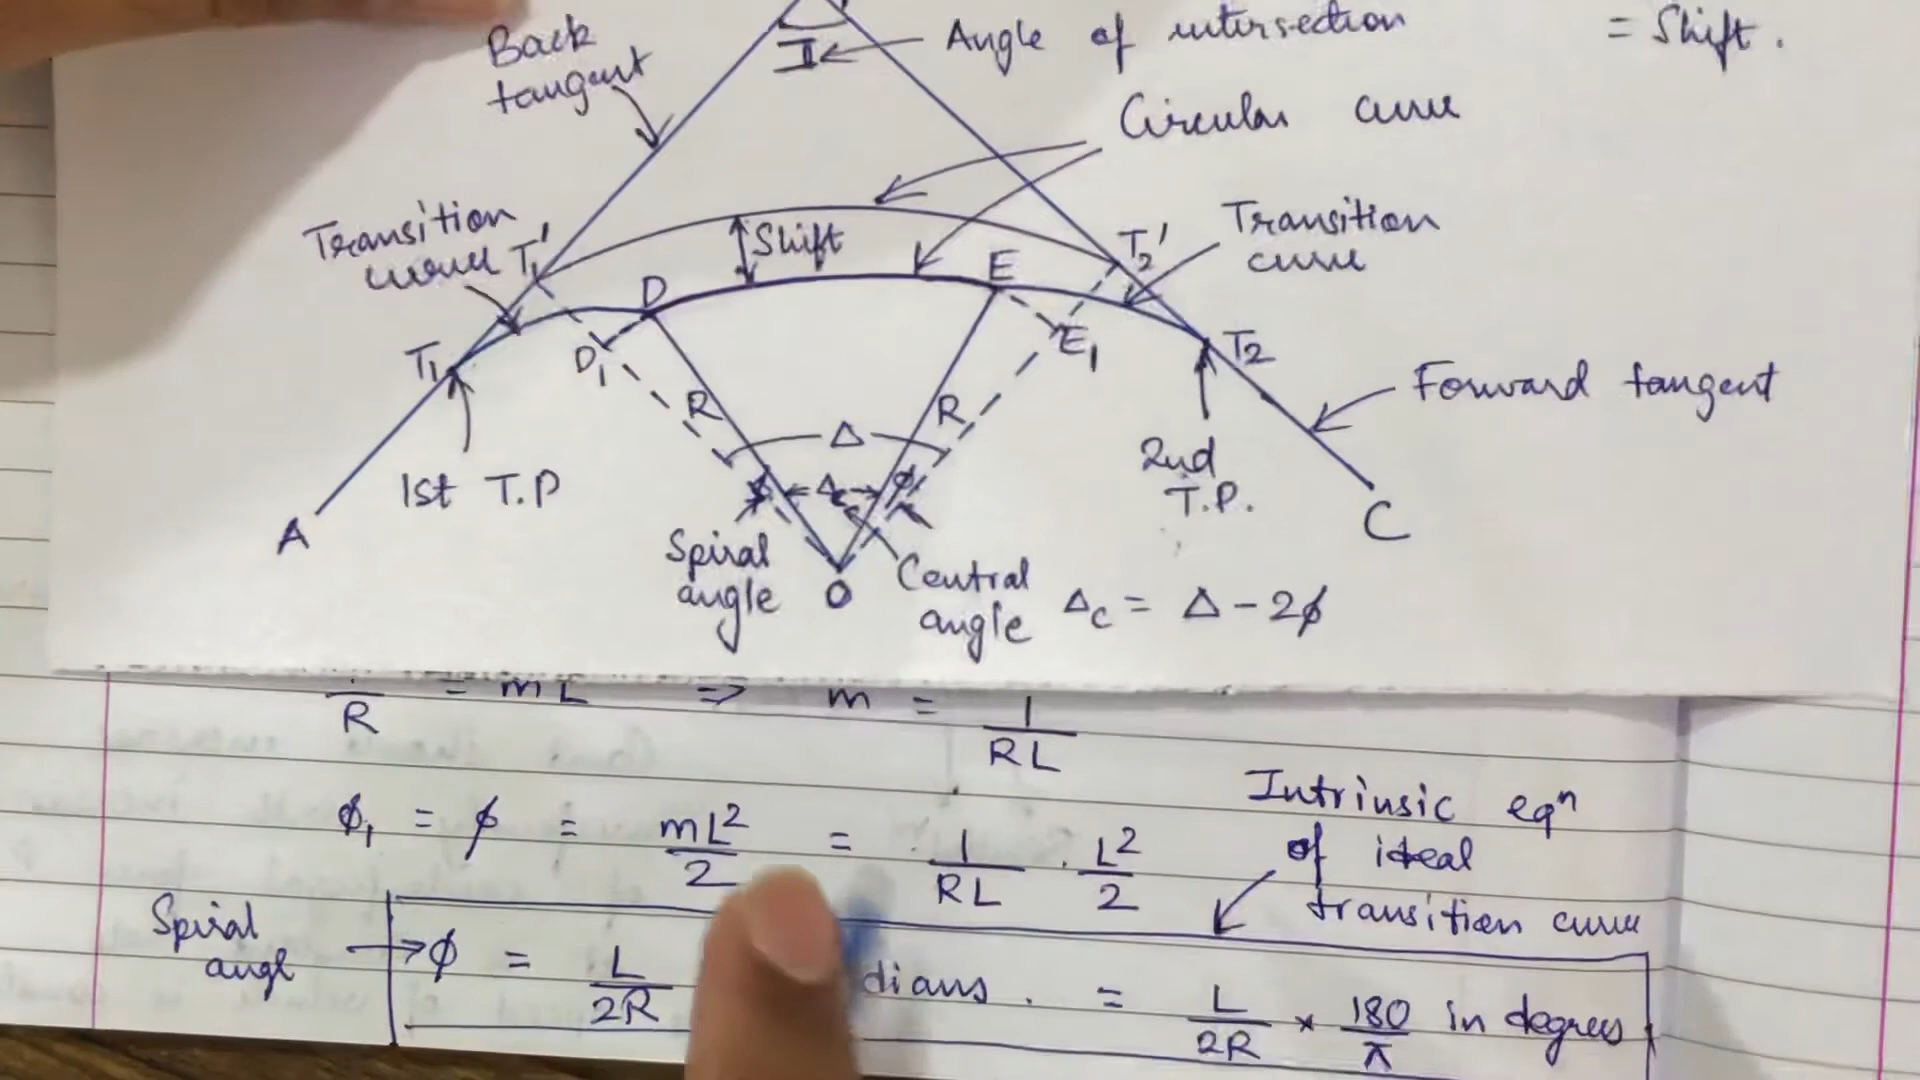 Back
tangent
I
Angle of intersection
= Shift.
Circular curve
Transition
curve
T₁'
Shift
D
E
T₂'
Transition
curve
T₁
D₁
E₁
T₂
R
R
Δ
Forward tangent
1st T.P
2nd
T.P.
ϕ
Δc
ϕ
A
C
Spiral
angle
O
Central
angle
Δc = Δ - 2ϕ
R = mL ⇒ m = 1/RL
ϕ₁ = ϕ = mL²/2 = 1/RL . L²/2
Intrinsic eqⁿ
of ideal
transition curve
Spiral
angl
ϕ = L/2R dians. = L/2R × 180/π in degrees